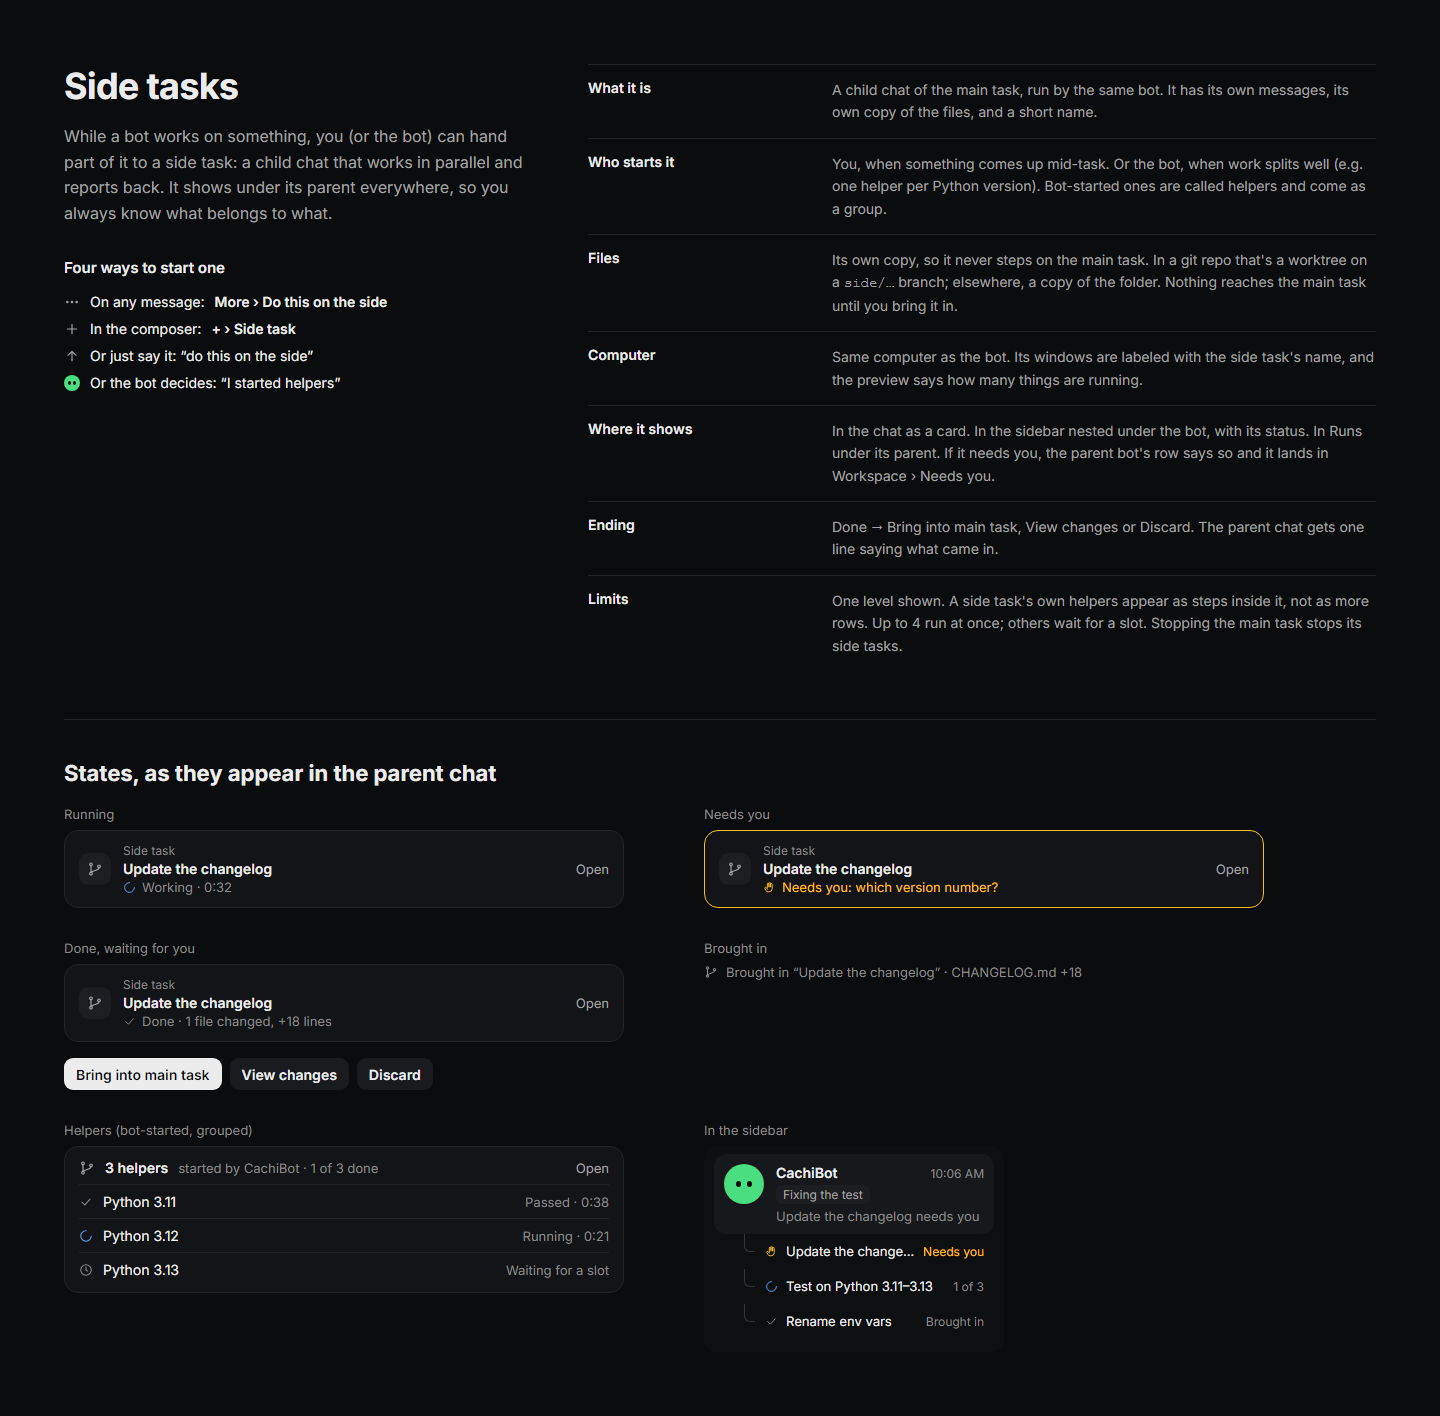 Side tasks
While a bot works on something, you (or the bot) can hand
part of it to a side task: a child chat that works in parallel and
reports back. It shows under its parent everywhere, so you
always know what belongs to what.
Four ways to start one
On any message: More › Do this on the side
In the composer: + › Side task
Or just say it: “do this on the side”
Or the bot decides: “I started helpers”
What it is
A child chat of the main task, run by the same bot. It has its own messages, its
own copy of the files, and a short name.
Who starts it
You, when something comes up mid-task. Or the bot, when work splits well (e.g.
one helper per Python version). Bot-started ones are called helpers and come as
a group.
Files
Its own copy, so it never steps on the main task. In a git repo that's a worktree on
a side/… branch; elsewhere, a copy of the folder. Nothing reaches the main task
until you bring it in.
Computer
Same computer as the bot. Its windows are labeled with the side task's name, and
the preview says how many things are running.
Where it shows
In the chat as a card. In the sidebar nested under the bot, with its status. In Runs
under its parent. If it needs you, the parent bot's row says so and it lands in
Workspace › Needs you.
Ending
Done → Bring into main task, View changes or Discard. The parent chat gets one
line saying what came in.
Limits
One level shown. A side task's own helpers appear as steps inside it, not as more
rows. Up to 4 run at once; others wait for a slot. Stopping the main task stops its
side tasks.
States, as they appear in the parent chat
Running
Side task
Update the changelog
Working · 0:32
Open
Needs you
Side task
Update the changelog
Needs you: which version number?
Open
Done, waiting for you
Side task
Update the changelog
Done · 1 file changed, +18 lines
Open
Bring into main task
View changes
Discard
Brought in
Brought in “Update the changelog” · CHANGELOG.md +18
Helpers (bot-started, grouped)
3 helpers started by CachiBot · 1 of 3 done Open
Python 3.11 Passed · 0:38
Python 3.12 Running · 0:21
Python 3.13 Waiting for a slot
In the sidebar
CachiBot 10:06 AM
Fixing the test
Update the changelog needs you
Update the change... Needs you
Test on Python 3.11–3.13 1 of 3
Rename env vars Brought in